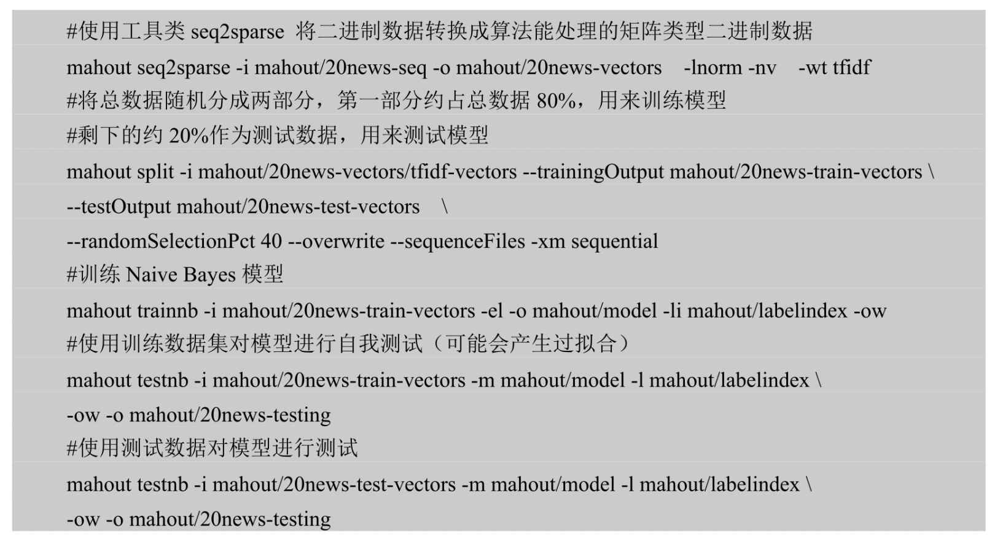 #使用工具类 seq2sparse 将二进制数据转换成算法能处理的矩阵类型二进制数据
mahout seq2sparse -i mahout/20news-seq -o mahout/20news-vectors -lnorm -nv -wt tfidf
#将总数据随机分成两部分，第一部分约占总数据 80%，用来训练模型
#剩下的约 20%作为测试数据，用来测试模型
mahout split -i mahout/20news-vectors/tfidf-vectors --trainingOutput mahout/20news-train-vectors \
--testOutput mahout/20news-test-vectors \
--randomSelectionPct 40 --overwrite --sequenceFiles -xm sequential
#训练 Naive Bayes 模型
mahout trainnb -i mahout/20news-train-vectors -el -o mahout/model -li mahout/labelindex -ow
#使用训练数据集对模型进行自我测试（可能会产生过拟合）
mahout testnb -i mahout/20news-train-vectors -m mahout/model -l mahout/labelindex \
-ow -o mahout/20news-testing
#使用测试数据对模型进行测试
mahout testnb -i mahout/20news-test-vectors -m mahout/model -l mahout/labelindex \
-ow -o mahout/20news-testing